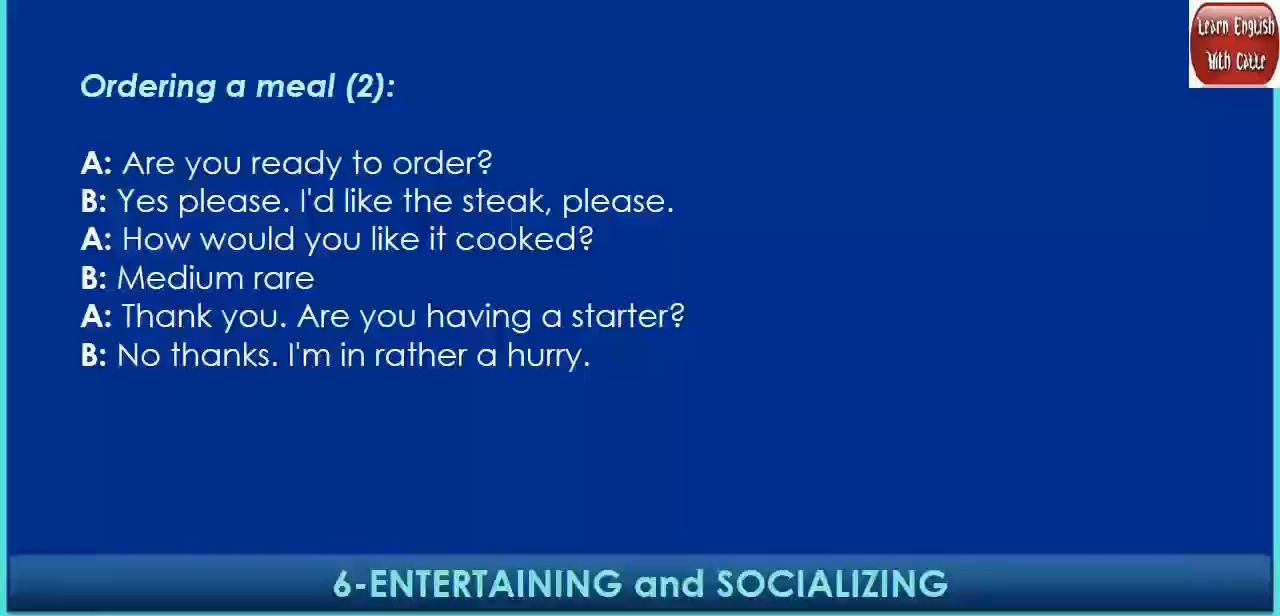 Learn English
With Catte
Ordering a meal (2):
A: Are you ready to order?
B: Yes please. I'd like the steak, please.
A: How would you like it cooked?
B: Medium rare
A: Thank you. Are you having a starter?
B: No thanks. I'm in rather a hurry.
6-ENTERTAINING and SOCIALIZING